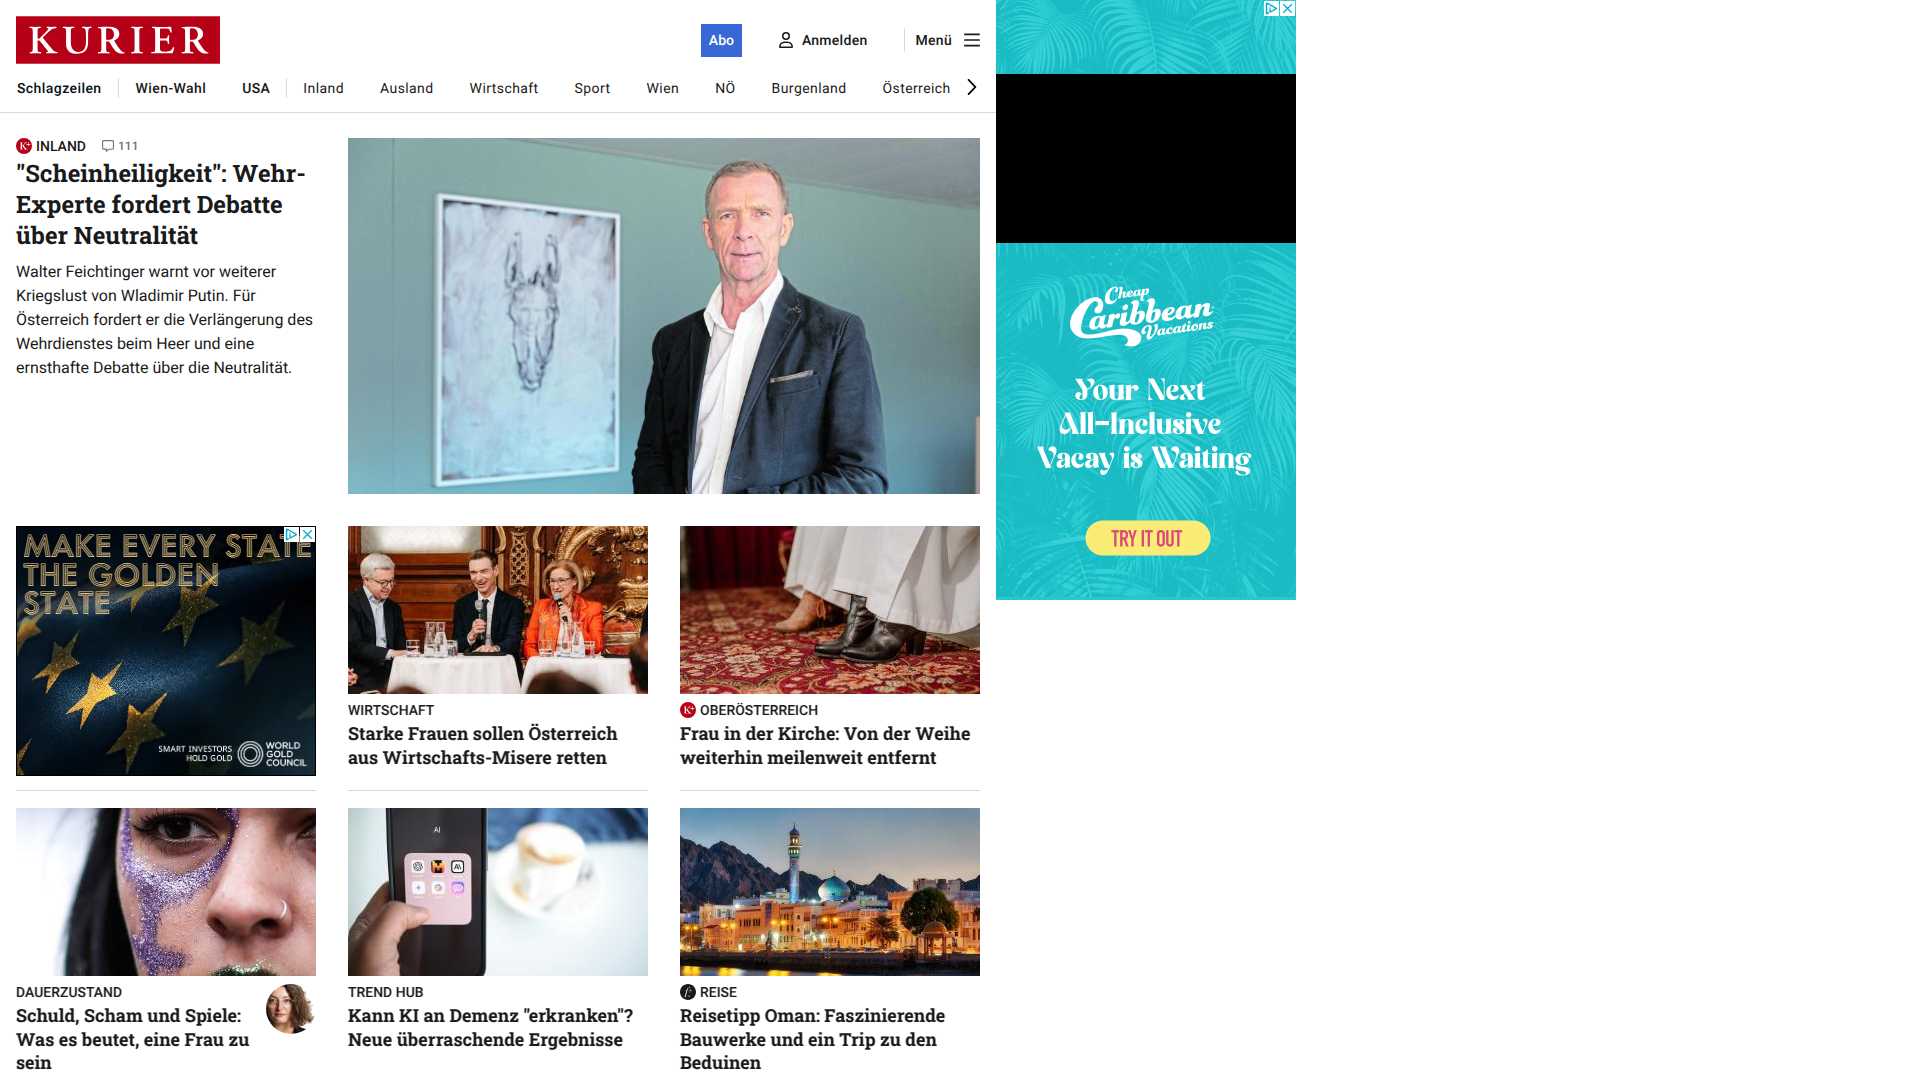 KURIER
Abo
Anmelden
Menü
Schlagzeilen
Wien-Wahl
USA
Inland
Ausland
Wirtschaft
Sport
Wien
NÖ
Burgenland
Österreich
INLAND
111
"Scheinheiligkeit": Wehr-
Experte fordert Debatte
über Neutralität
Walter Feichtinger warnt vor weiterer
Kriegslust von Wladimir Putin. Für
Österreich fordert er die Verlängerung des
Wehrdienstes beim Heer und eine
ernsthafte Debatte über die Neutralität.
Cheap
Caribbean
Vacations
Your Next
All-Inclusive
Vacay is Waiting
TRY IT OUT
MAKE EVERY STATE
THE GOLDEN
STATE
SMART INVESTORS
HOLD GOLD
WORLD
GOLD
COUNCIL
WIRTSCHAFT
Starke Frauen sollen Österreich
aus Wirtschafts-Misere retten
OBERÖSTERREICH
Frau in der Kirche: Von der Weihe
weiterhin meilenweit entfernt
DAUERZUSTAND
Schuld, Scham und Spiele:
Was es beutet, eine Frau zu
sein
AI
TREND HUB
Kann KI an Demenz "erkranken"?
Neue überraschende Ergebnisse
REISE
Reisetipp Oman: Faszinierende
Bauwerke und ein Trip zu den
Beduinen